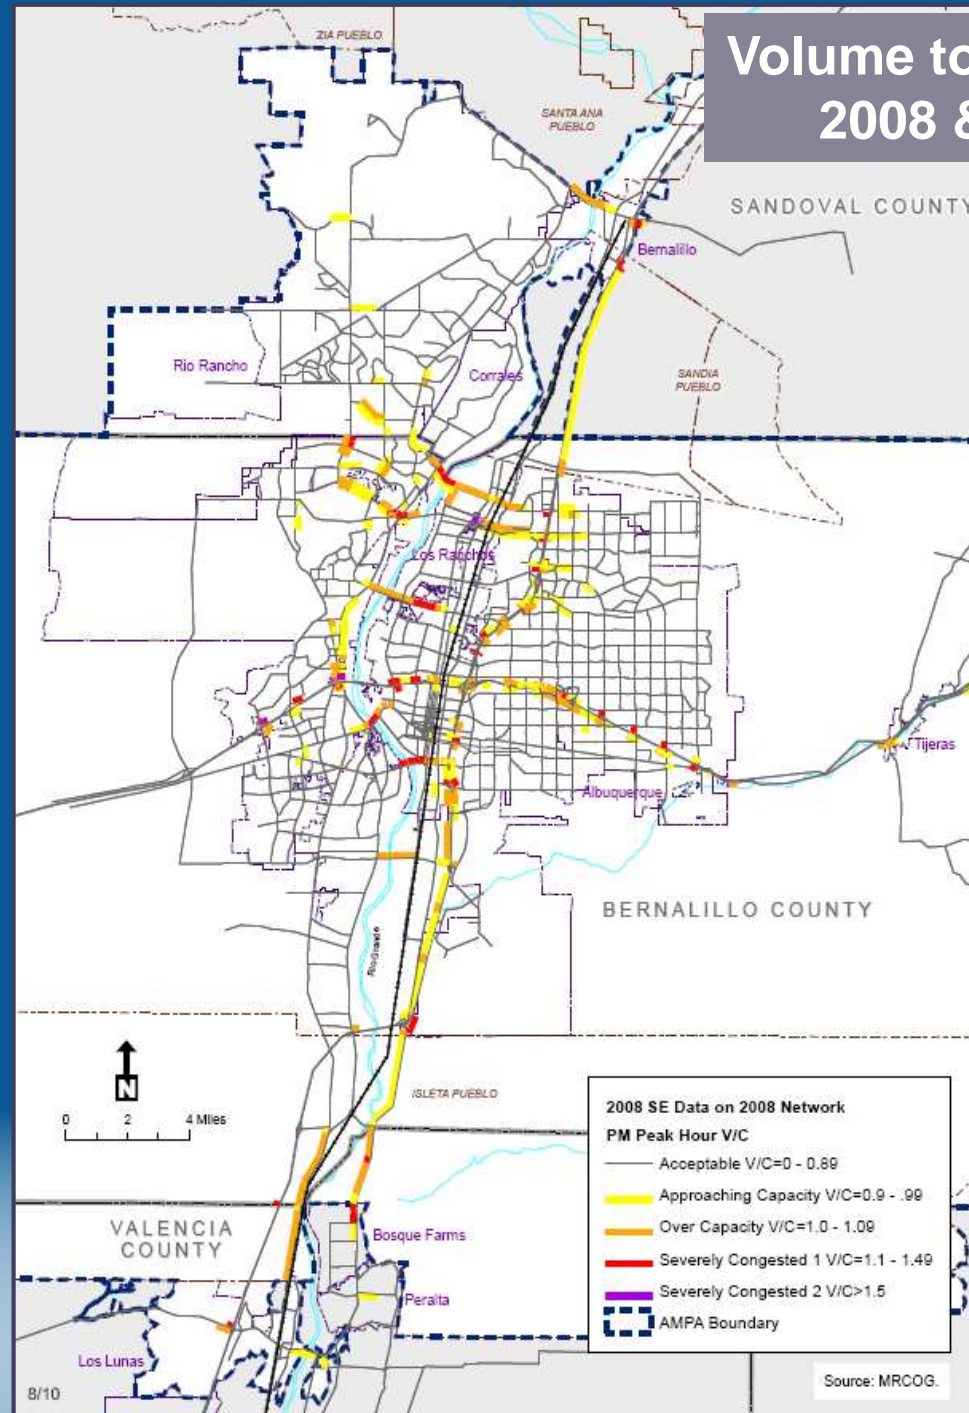 Volume to
2008 &
ZIA PUEBLO
SANTA ANA
PUEBLO
SANDOVAL COUNTY
Bernalillo
Rio Rancho
Corrales
SANDIA
PUEBLO
Los Ranchos
Tijeras
Albuquerque
BERNALILLO COUNTY
Rio Grande
N
0 2 4 Miles
ISLETA PUEBLO
2008 SE Data on 2008 Network
PM Peak Hour V/C
Acceptable V/C=0 - 0.89
Approaching Capacity V/C=0.9 - .99
Over Capacity V/C=1.0 - 1.09
Severely Congested 1 V/C=1.1 - 1.49
Severely Congested 2 V/C>1.5
AMPA Boundary
VALENCIA
COUNTY
Bosque Farms
Peralta
Los Lunas
8/10
Source: MRCOG.